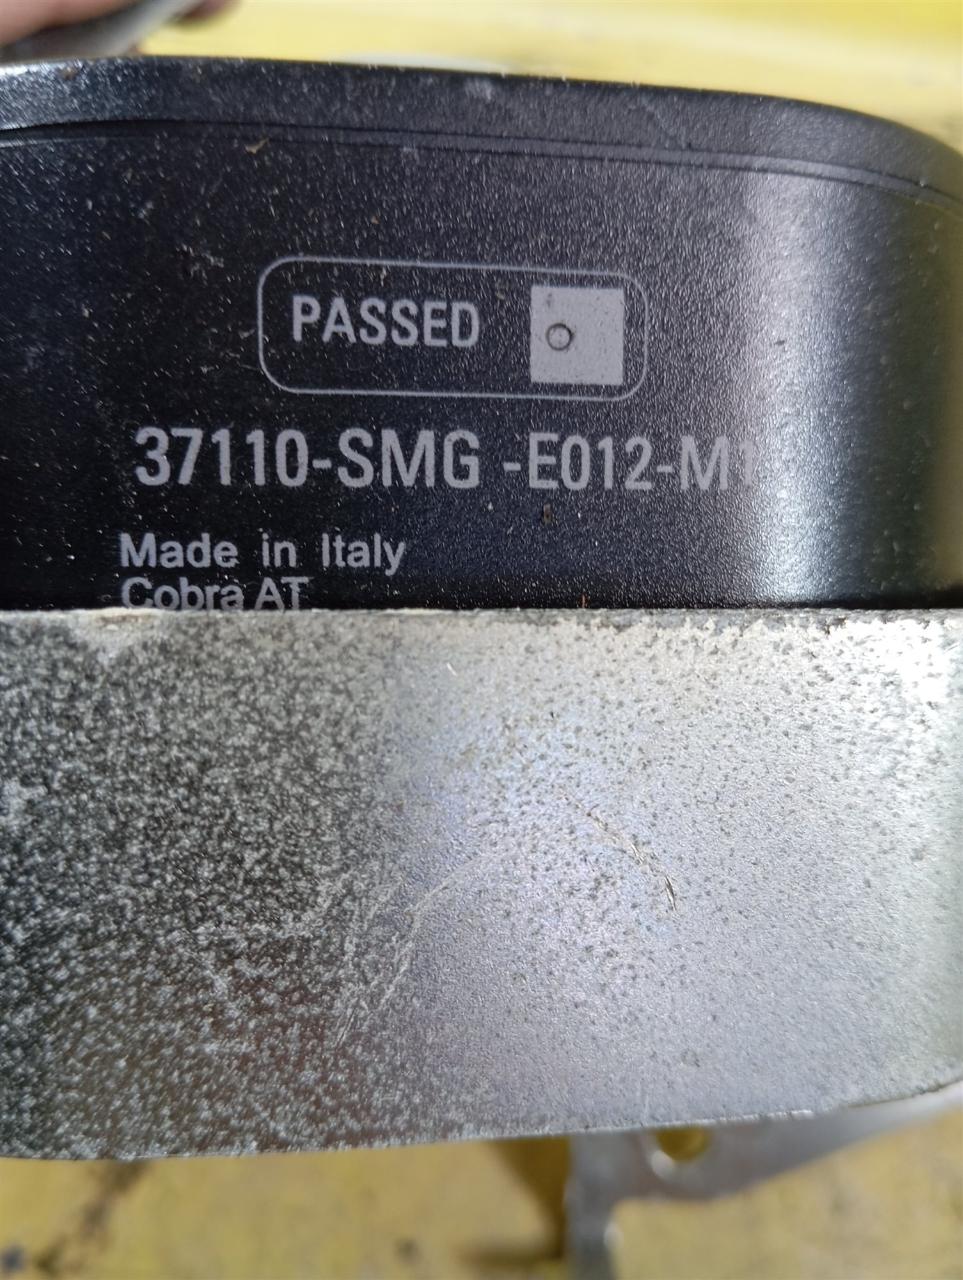 PASSED
37110-SMG -E012-M1
Made in Italy
Cobra AT